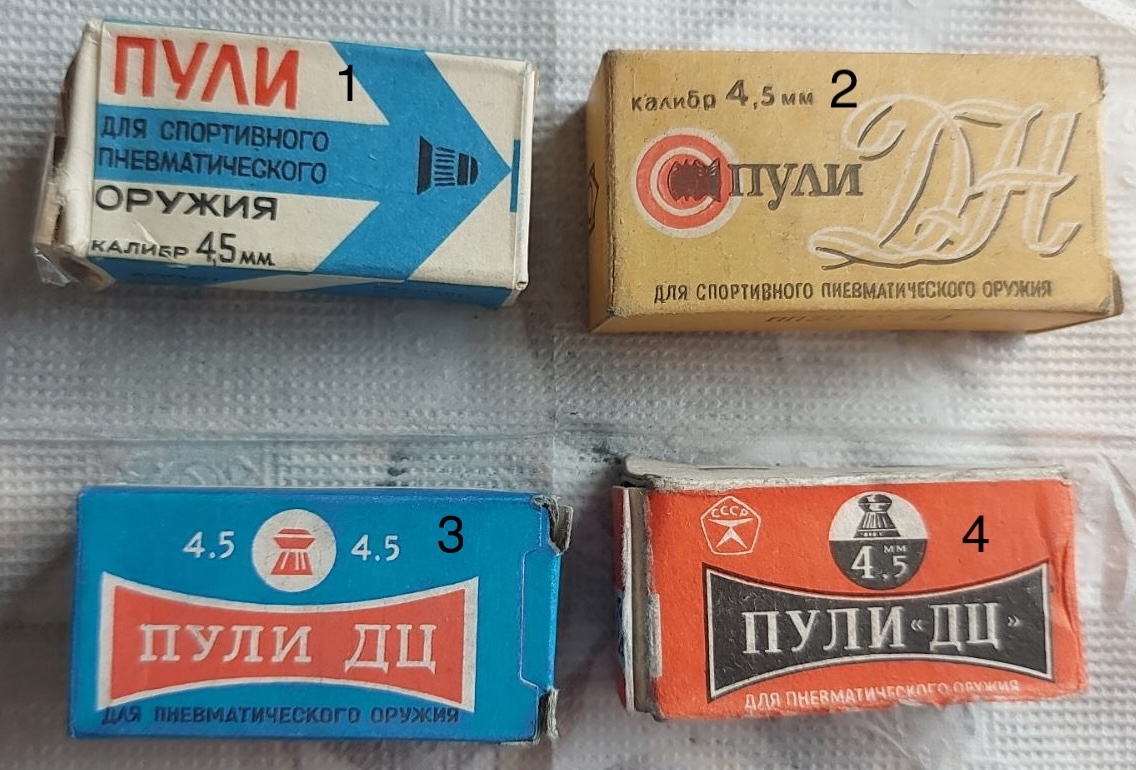 ПУЛИ 1
ДЛЯ СПОРТИВНОГО
ПНЕВМАТИЧЕСКОГО
ОРУЖИЯ
КАЛИБР 4,5 мм
калибр 4,5 мм 2
ПУЛИ ДН
ДЛЯ СПОРТИВНОГО ПНЕВМАТИЧЕСКОГО ОРУЖИЯ
4.5 4.5 3
ПУЛИ ДЦ
ДЛЯ ПНЕВМАТИЧЕСКОГО ОРУЖИЯ
СССР
4
ММ
4.5
ПУЛИ «ДЦ»
ДЛЯ ПНЕВМАТИЧЕСКОГО ОРУЖИЯ